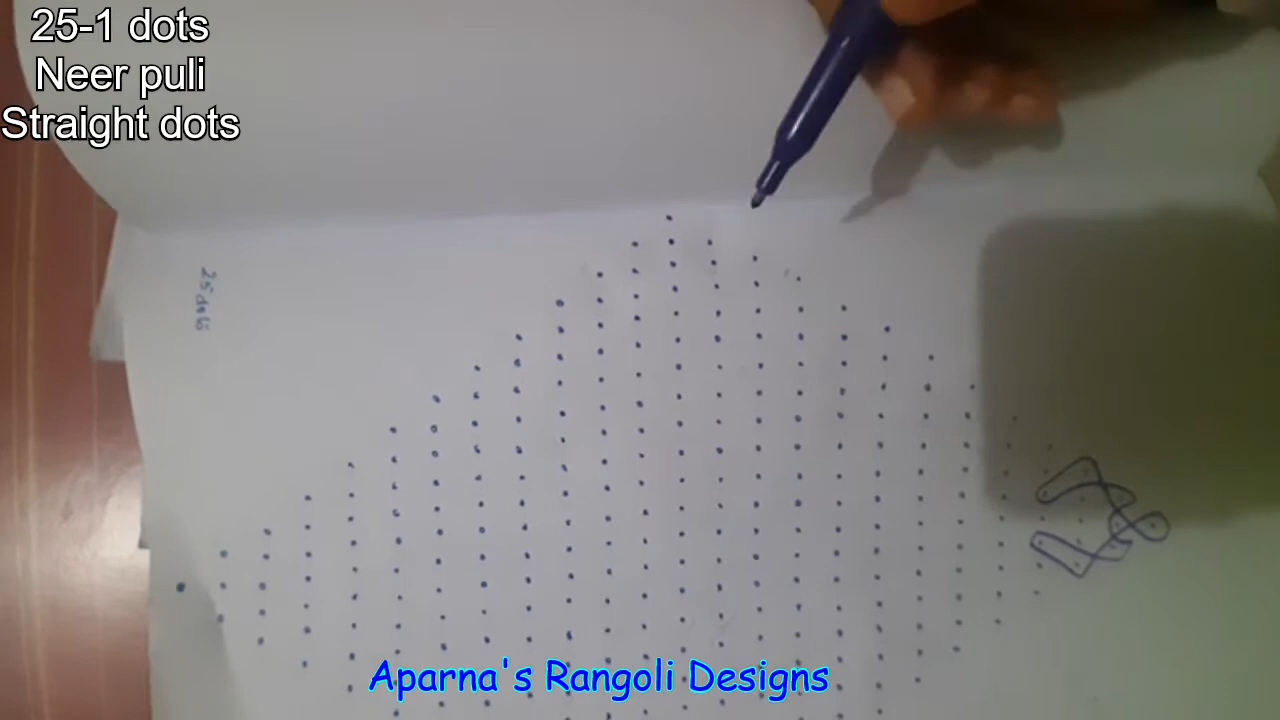 25-1 dots
Neer puli
Straight dots
25 dots
Aparna's Rangoli Designs